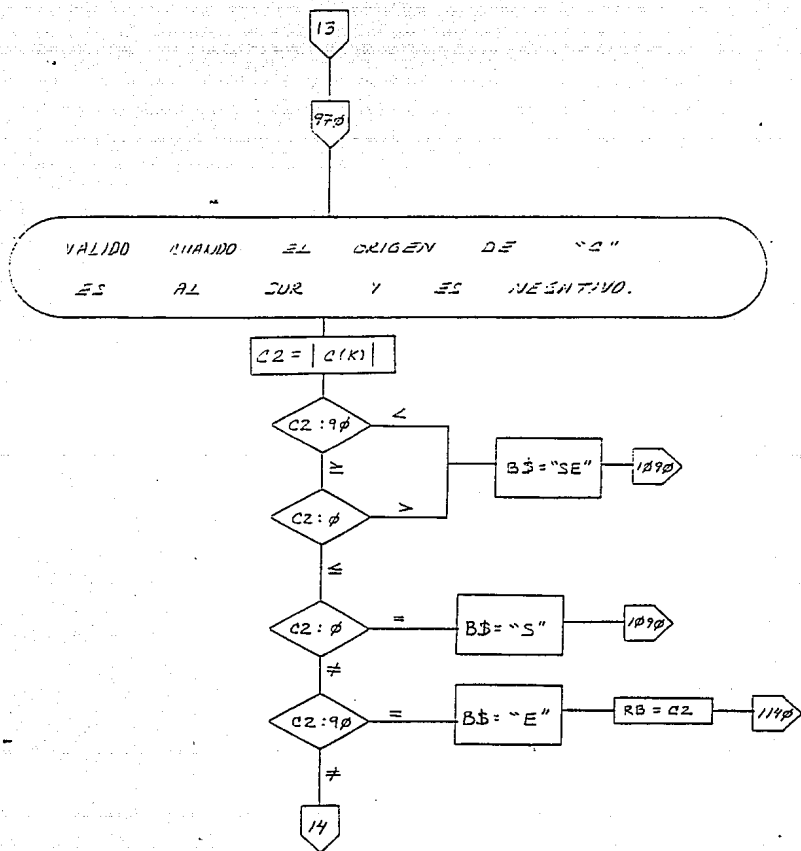 13
97Ø
VALIDO CUANDO EL ORIGEN DE "C"
ES AL SUR Y ES NEGATIVO.
C2 = | C(K) |
C2 : 9Ø <
B$ = "SE" 1Ø9Ø
≧
C2 : Ø >
≦
C2 : Ø = B$ = "S" 1Ø9Ø
≠
C2 : 9Ø = B$ = "E" RB = C2 114Ø
≠
14